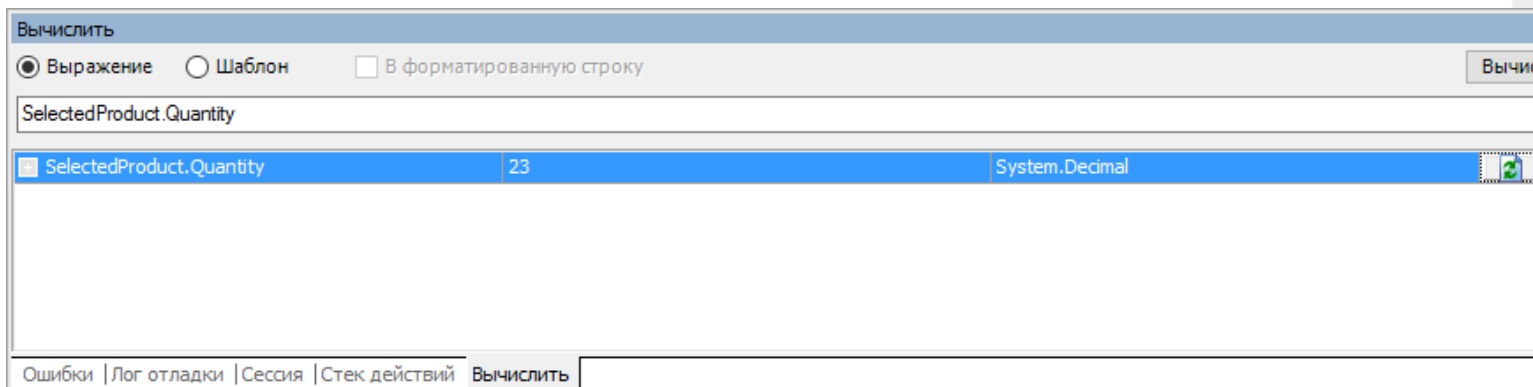 Вычислить
Выражение Шаблон В форматированную строку Вычис
SelectedProduct.Quantity
SelectedProduct.Quantity 23 System.Decimal
Ошибки | Лог отладки | Сессия | Стек действий Вычислить